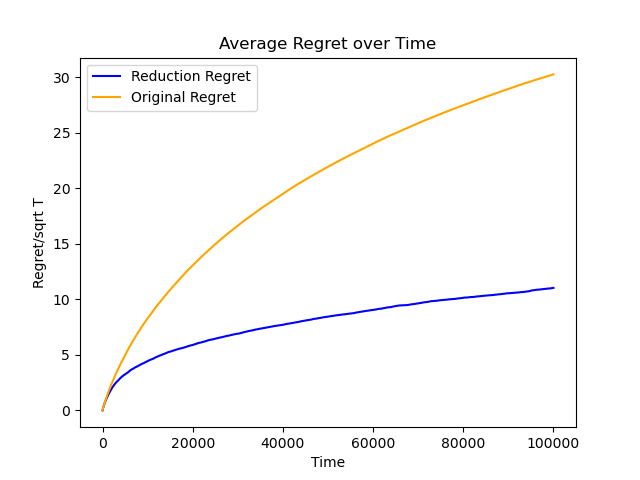 Average Regret over Time
Reduction Regret
Original Regret
Regret/sqrt T
30
25
20
15
10
5
0
0 20000 40000 60000 80000 100000
Time